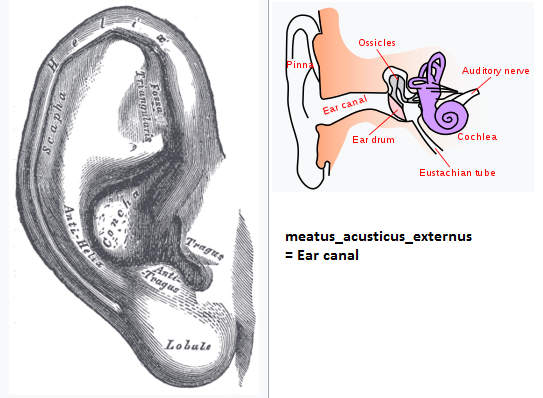 Helix
Fossa
Triangularis
Scapha
Concha
Anti-Helix
Tragus
Anti-
Tragus
Lobule
Ossicles
Pinna
Auditory nerve
Ear canal
Ear drum
Cochlea
Eustachian tube
meatus_acusticus_externus
= Ear canal